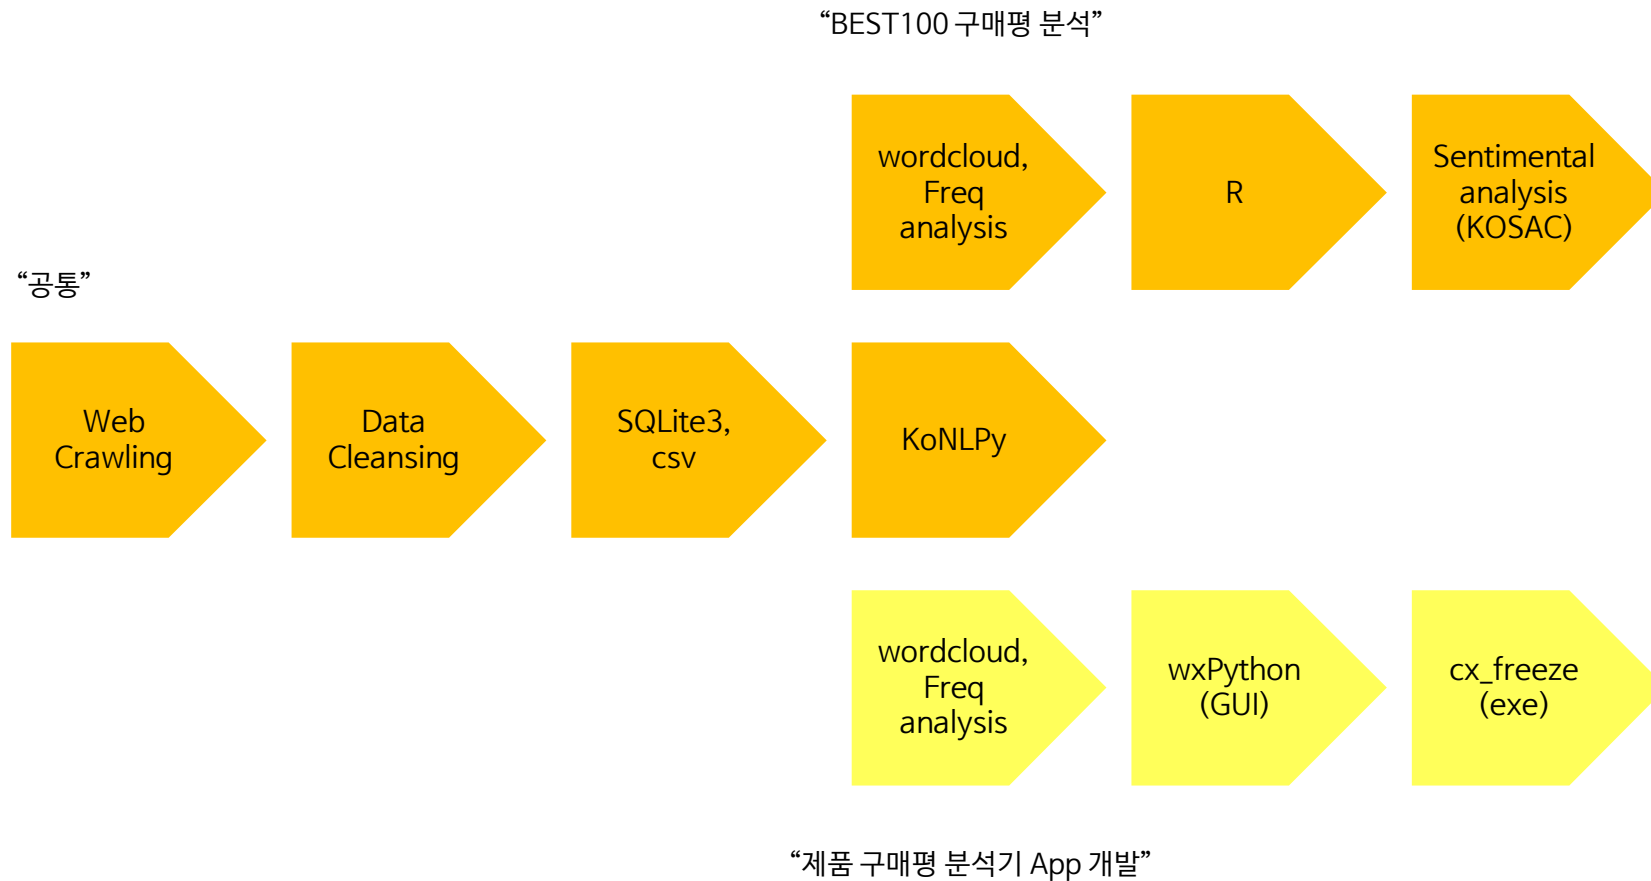 “BEST100 구매평 분석”
wordcloud,
Freq
analysis
R
Sentimental
analysis
(KOSAC)
“공통”
Web
Crawling
Data
Cleansing
SQLite3,
csv
KoNLPy
wordcloud,
Freq
analysis
wxPython
(GUI)
cx_freeze
(exe)
“제품 구매평 분석기 App 개발”